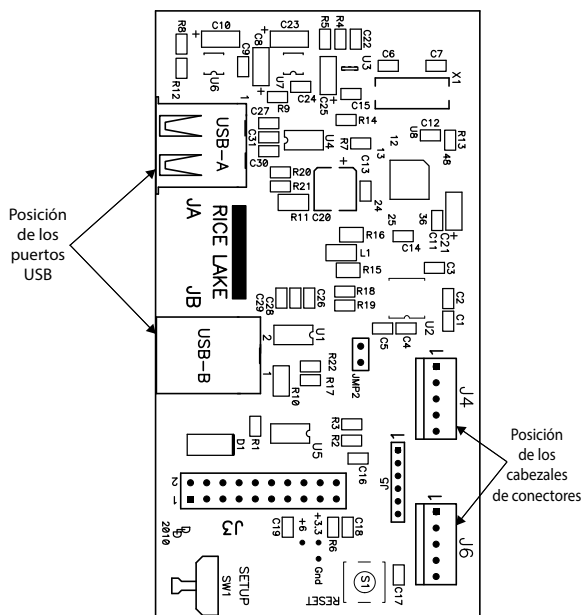 R8
C10
C23
R5
R4
C22
C6
C7
X1
U6
C9
C8
U7
C24
U3
C25
C15
R12
R9
1
USB-A
C27
C31
C30
U4
R14
R7
C12
U8
R13
12
13
48
C13
R20
R21
R11
C20
24
25
36
C11
C21
Posición
de los
puertos
USB
JA
RICE LAKE
JB
R16
L1
R15
C14
C3
C29
C28
C26
R18
R19
C2
C1
U2
C5
C4
USB-B
2
1
U1
R22
R17
R10
JMP2
1
J4
D1
R1
U5
R3
R2
C16
J5
1
Posición
de los
cabezales
de conectores
2
1
J3
C19
+6
+3.3
R6
C18
Gnd
2010
1
J6
SETUP
SW1
RESET
S1
C17